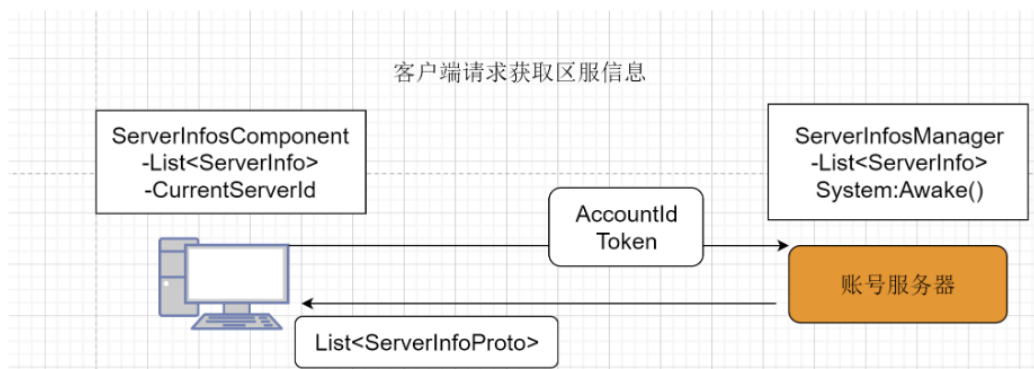 客户端请求获取区服信息
ServerInfosComponent
-List<ServerInfo>
-CurrentServerId
ServerInfosManager
-List<ServerInfo>
System:Awake()
AccountId
Token
账号服务器
List<ServerInfoProto>